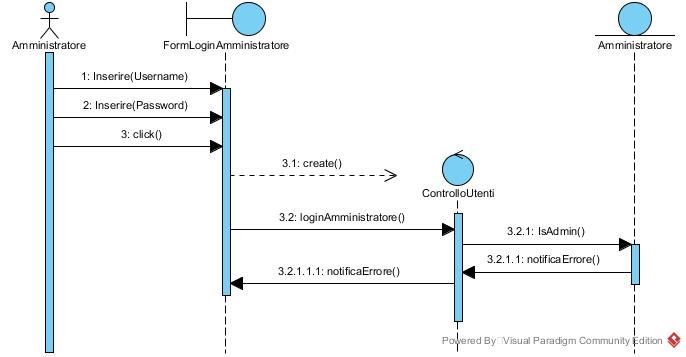 Amministratore
FormLoginAmministratore
Amministratore
1: Inserire(Username)
2: Inserire(Password)
3: click()
3.1: create()
ControlloUtenti
3.2: loginAmministratore()
3.2.1: IsAdmin()
3.2.1.1: notificaErrore()
3.2.1.1.1: notificaErrore()
Powered By Visual Paradigm Community Edition